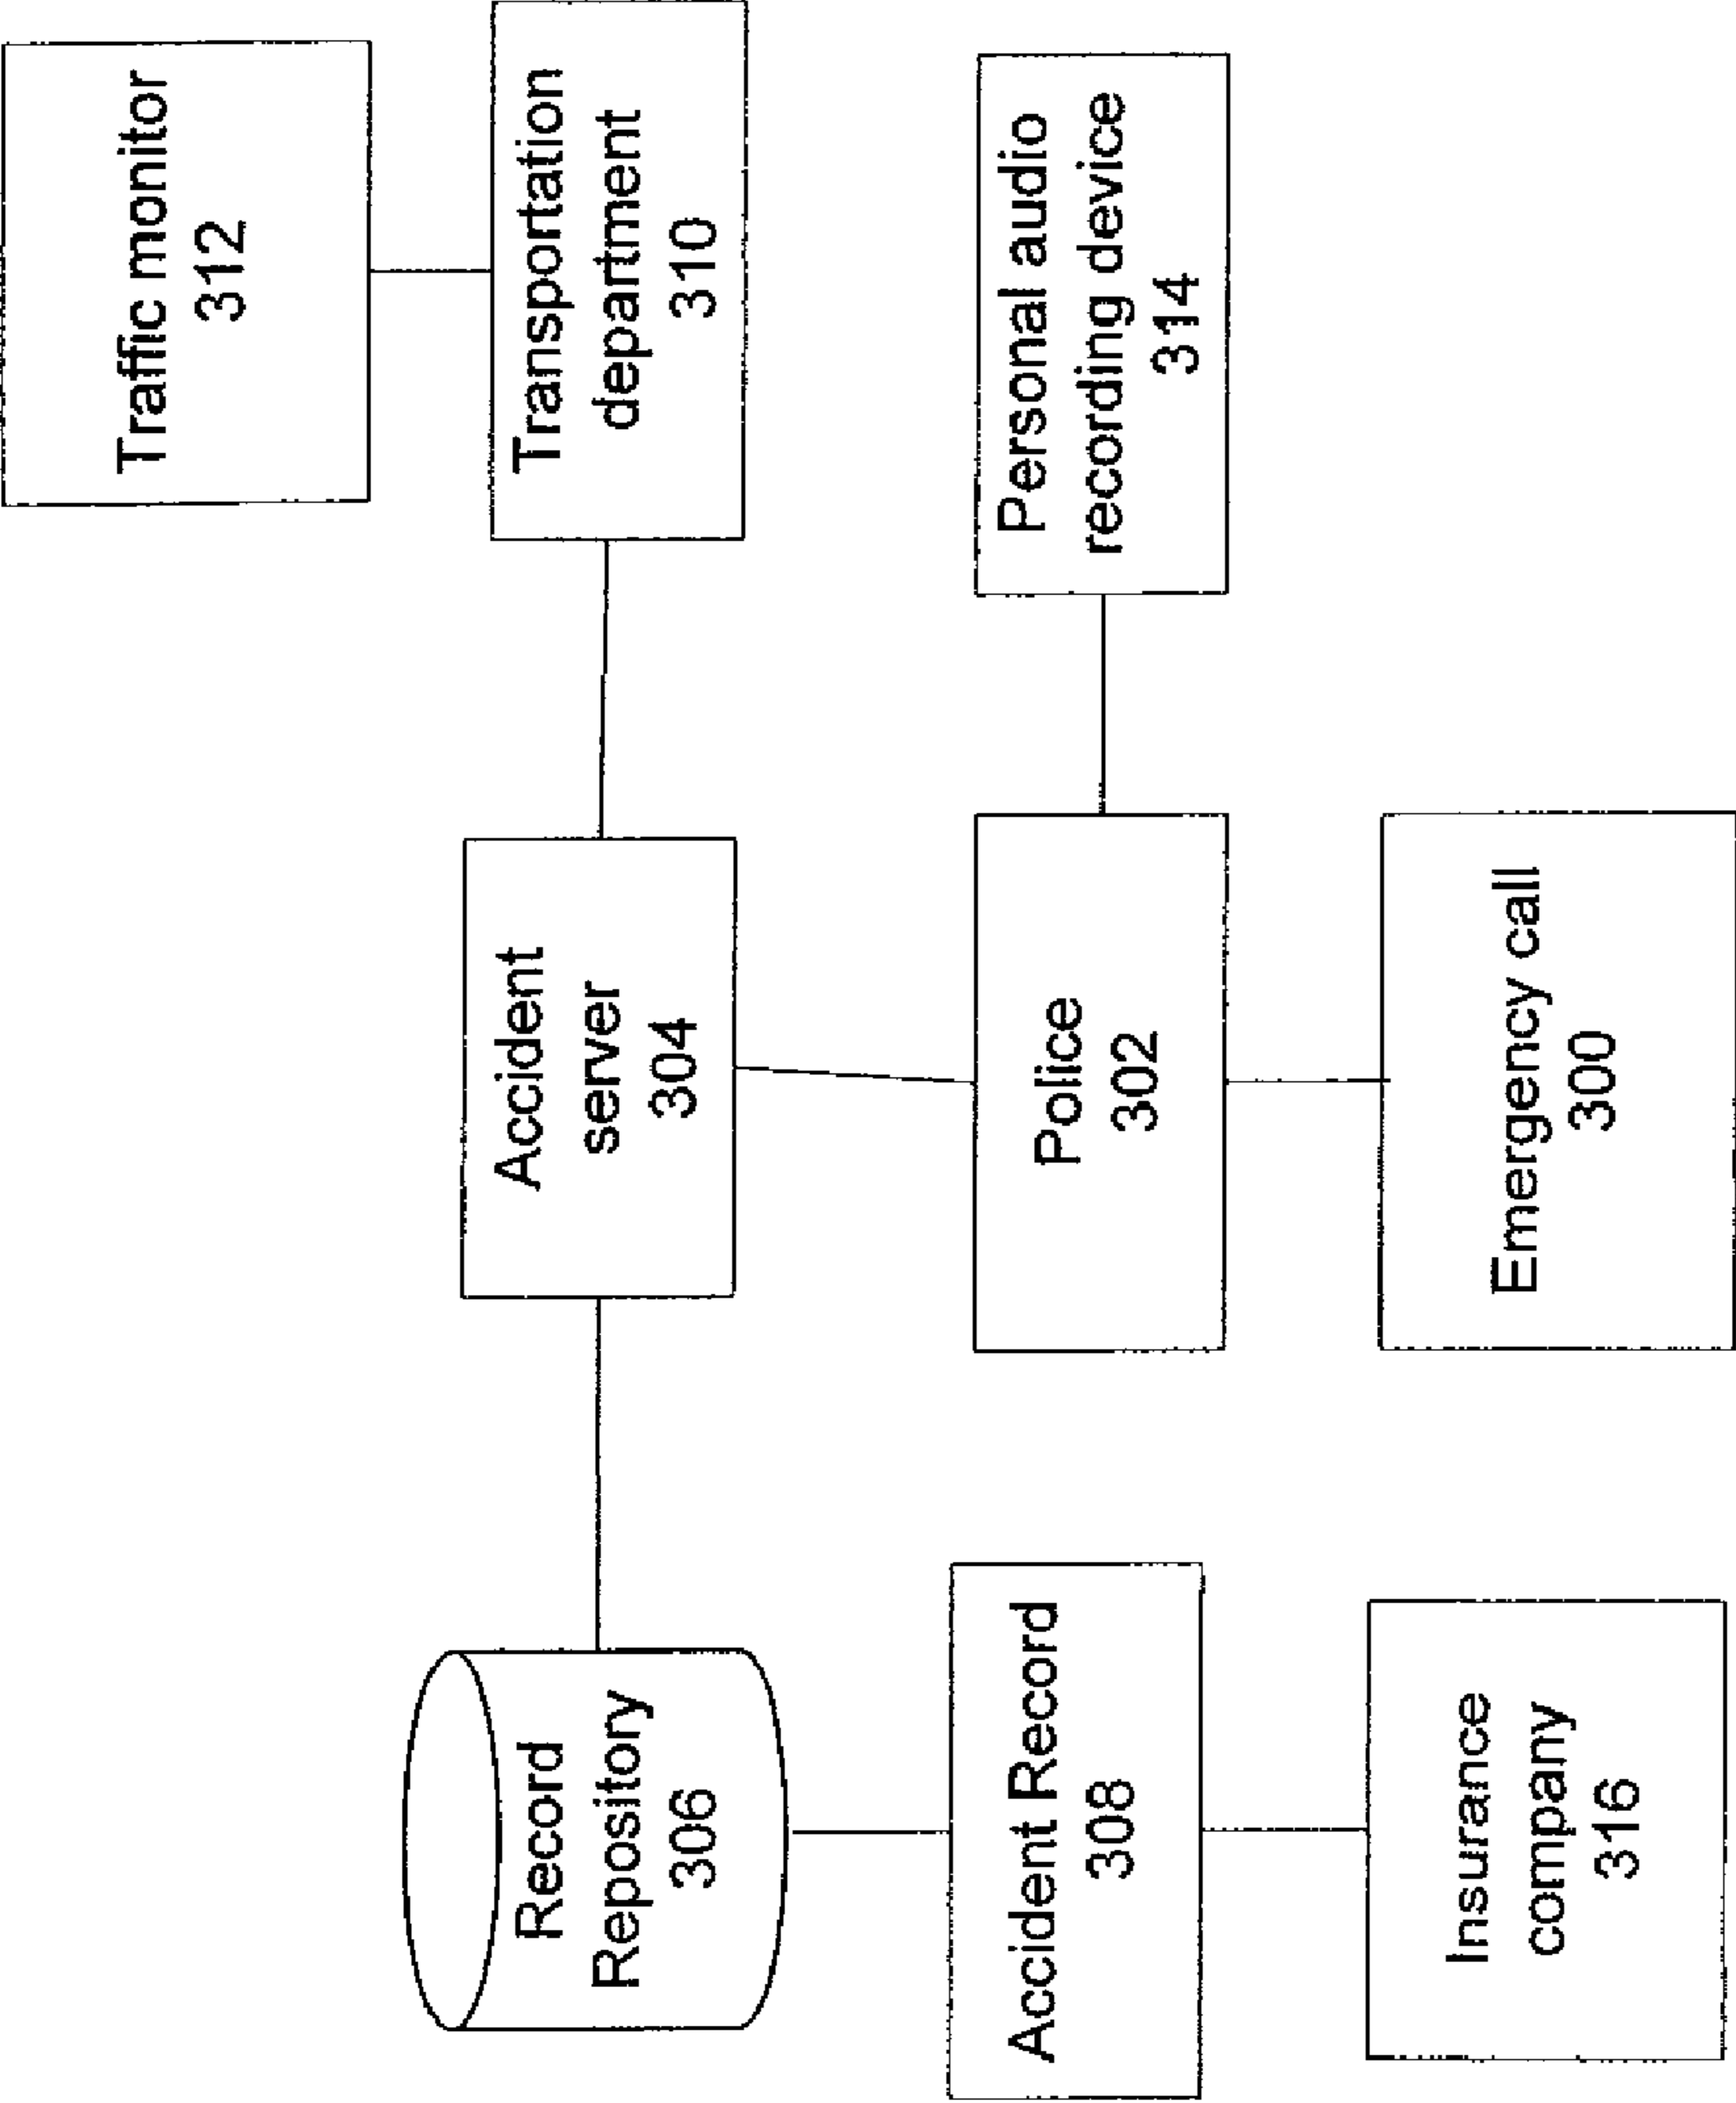 Traffic monitor
312
Record
Repository
306
Accident
server
304
Transportation
department
310
Accident Record
308
Police
302
Personal audio
recording device
314
Insurance
company
316
Emergency call
300